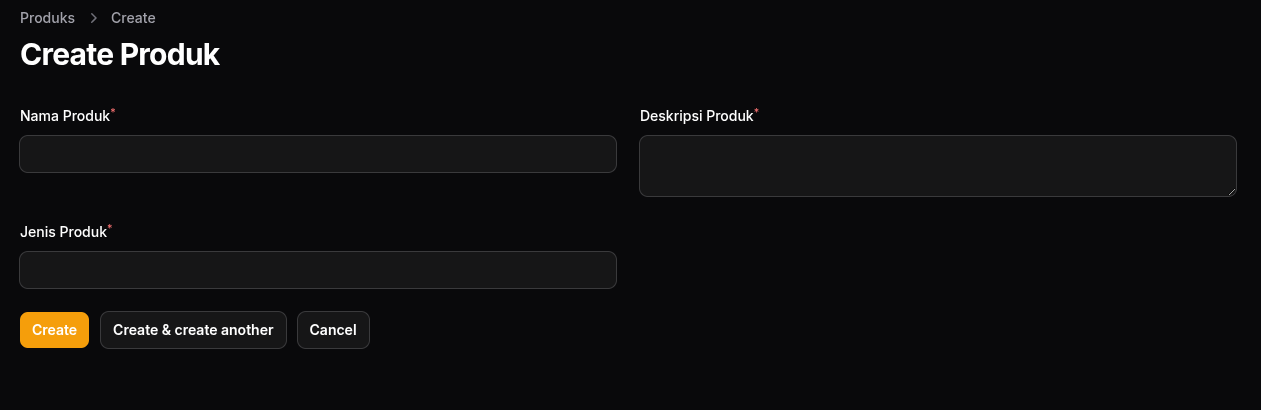 Produks > Create
Create Produk
Nama Produk*
Deskripsi Produk*
Jenis Produk*
Create
Create & create another
Cancel